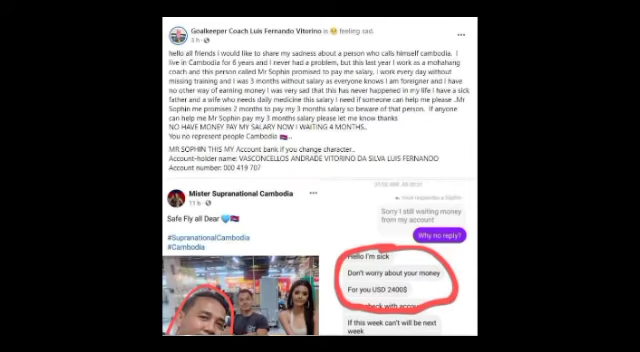 Goalkeeper Coach Luis Fernando Vitorino is 🥺 feeling sad.
3 h ·
hello all friends i would like to share my sadness about a person who calls himself cambodia. I
live in Cambodia for 6 years and I never had a problem, but this last year I work as a mohahang
coach and this person called Mr Sophin promised to pay me salary, i work every day without
missing training and I was 3 months without salary as everyone knows I am foreigner and I have
no other way of earning money I was very sad that this has never happened in my life I have a sick
father and a wife who needs daily medicine this salary I need if someone can help me please ..Mr
Sophin me promises 2 months to pay my 3 months salary so beware of that person. If anyone
can help me Mr Sophin pay my 3 months salary please let me know thanks
NO HAVE MONEY PAY MY SALARY NOW I WAITING 4 MONTHS..
You no represent people Cambodia 🇰🇭..
MR SOPHIN THIS MY Account bank if you change character..
Account-holder name: VASCONCELLOS ANDRADE VITORINO DA SILVA LUIS FERNANDO
Account number: 000 419 707
Mister Supranational Cambodia
11 h ·
Safe Fly all Dear 🩵🇰🇭
#SupranationalCambodia
#Cambodia
Sorry I still waiting money
from my account
Why no reply?
Hello I'm sick
Don't worry about your money
For you USD 2400$
check with accou
If this week can't will be next
week